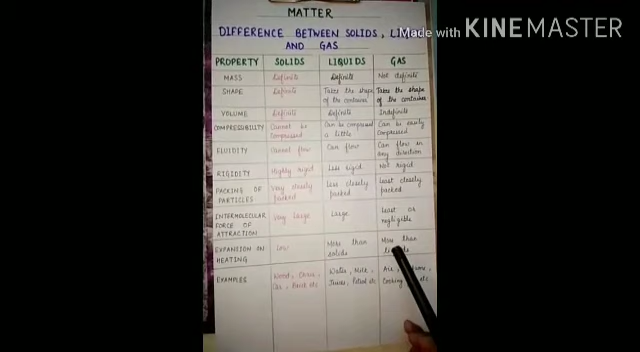 MATTER
DIFFERENCE BETWEEN SOLIDS,
Made with KINEMASTER
AND GAS
PROPERTY SOLIDS LIQUIDS GAS
MASS Definite Definite Not definite
SHAPE Definite Takes the shape of the container Takes the shape of the container
VOLUME Definite Definite Indefinite
COMPRESSIBILITY Cannot be compressed Can be compressed a little Can be easily compressed
FLUIDITY Cannot flow Can flow Can flow in any direction
RIGIDITY Highly rigid Less rigid Not rigid
PACKING OF PARTICLES Very closely packed Less closely packed Least closely packed
INTERMOLECULAR FORCE OF ATTRACTION Very Large Large Least or negligible
EXPANSION ON HEATING Low More than solids More than
EXAMPLES Wood, Water, Milk, Air,
Juices, Petrol etc Cooking etc